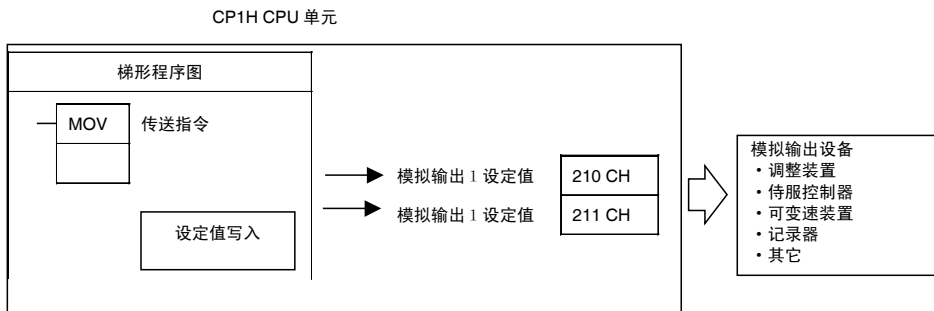 CP1H CPU 单元
梯形程序图
MOV 传送指令
模拟输出 1 设定值 210 CH
模拟输出 1 设定值 211 CH
设定值写入
模拟输出设备
・调整装置
・侍服控制器
・可变速装置
・记录器
・其它